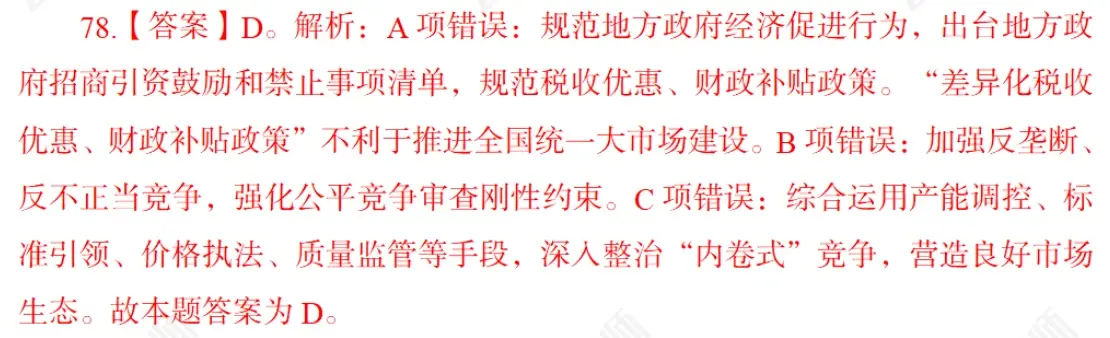 78.【答案】D。解析：A 项错误：规范地方政府经济促进行为，出台地方政
府招商引资鼓励和禁止事项清单，规范税收优惠、财政补贴政策。“差异化税收
优惠、财政补贴政策”不利于推进全国统一大市场建设。B 项错误：加强反垄断、
反不正当竞争，强化公平竞争审查刚性约束。C 项错误：综合运用产能调控、标
准引领、价格执法、质量监管等手段，深入整治“内卷式”竞争，营造良好市场
生态。故本题答案为 D。